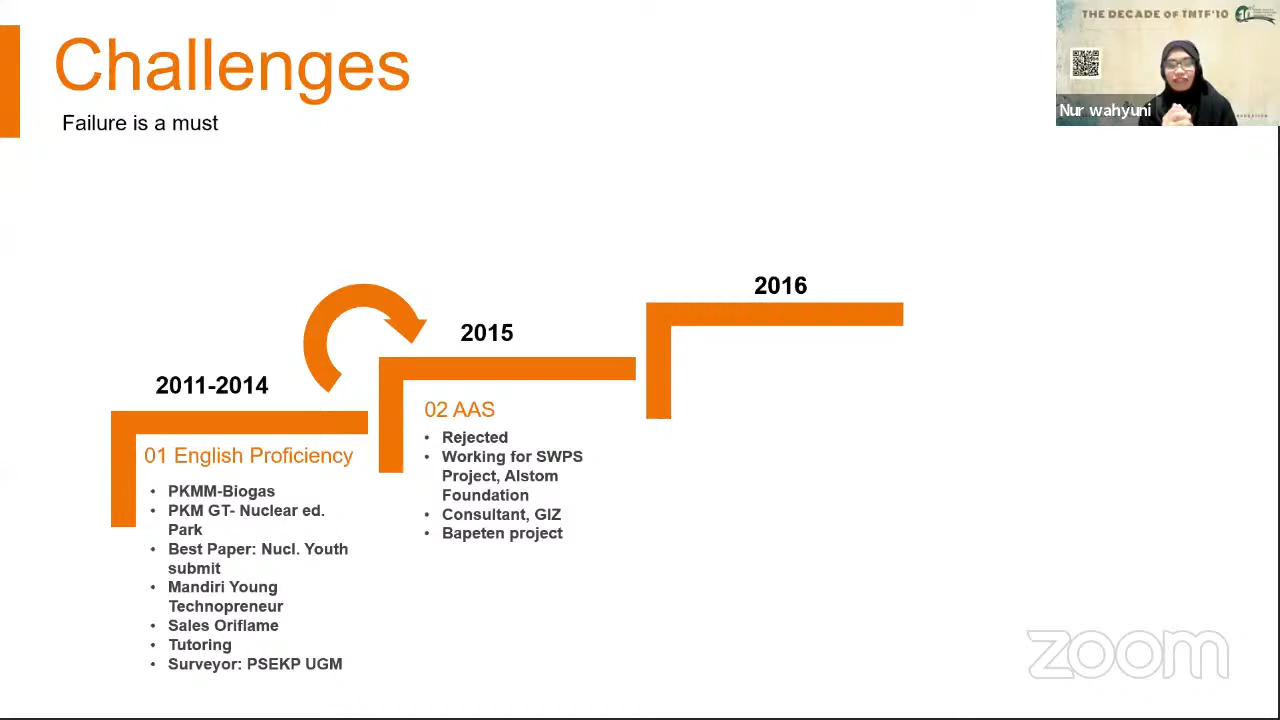 Challenges
Failure is a must
THE DECADE OF TNTF'10
Nur wahyuni
2011-2014
01 English Proficiency
• PKMM-Biogas
• PKM GT- Nuclear ed.
Park
• Best Paper: Nucl. Youth
submit
• Mandiri Young
Technopreneur
• Sales Oriflame
• Tutoring
• Surveyor: PSEKP UGM
2015
02 AAS
• Rejected
• Working for SWPS
Project, Alstom
Foundation
• Consultant, GIZ
• Bapeten project
2016
zoom